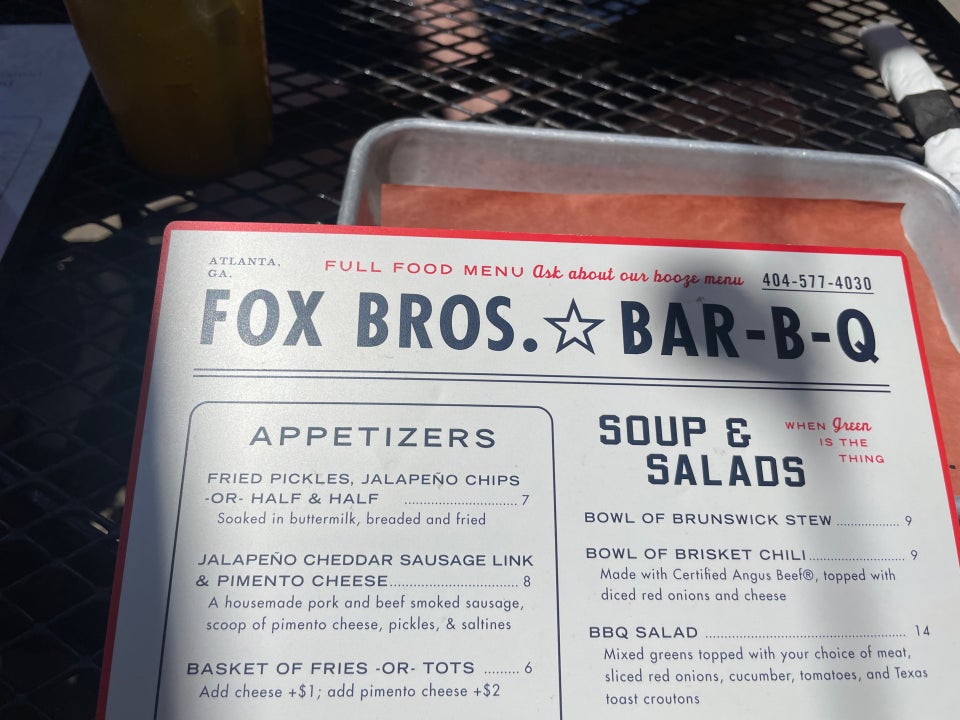 ATLANTA, GA.
FULL FOOD MENU Ask about our booze menu 404-577-4030
FOX BROS. ☆ BAR-B-Q
APPETIZERS
FRIED PICKLES, JALAPEÑO CHIPS
-OR- HALF & HALF ........................ 7
Soaked in buttermilk, breaded and fried
JALAPEÑO CHEDDAR SAUSAGE LINK
& PIMENTO CHEESE........................ 8
A housemade pork and beef smoked sausage,
scoop of pimento cheese, pickles, & saltines
BASKET OF FRIES -OR- TOTS ......... 6
Add cheese +$1; add pimento cheese +$2
SOUP &
SALADS
WHEN Green
IS THE
THING
BOWL OF BRUNSWICK STEW............... 9
BOWL OF BRISKET CHILI...................... 9
Made with Certified Angus Beef®, topped with
diced red onions and cheese
BBQ SALAD .............................................. 14
Mixed greens topped with your choice of meat,
sliced red onions, cucumber, tomatoes, and Texas
toast croutons